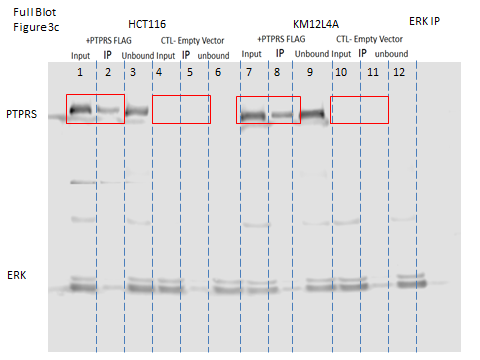 Full Blot
Figure3c
HCT116
KM12L4A
ERK IP
+PTPRS FLAG
CTL- Empty Vector
+PTPRS FLAG
CTL- Empty Vector
Input IP Unbound Input IP unbound
Input IP Unbound Input IP unbound
1 2 3 4 5 6 7 8 9 10 11 12
PTPRS
ERK